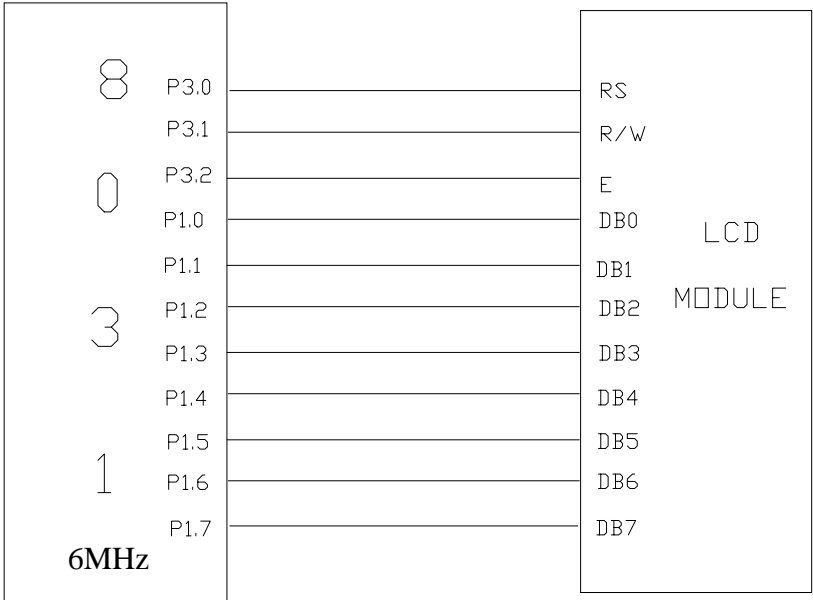 8
0
3
1
6MHz
P3.0
P3.1
P3.2
P1.0
P1.1
P1.2
P1.3
P1.4
P1.5
P1.6
P1.7
RS
R/W
E
DB0
DB1
DB2
DB3
DB4
DB5
DB6
DB7
LCD
MODULE